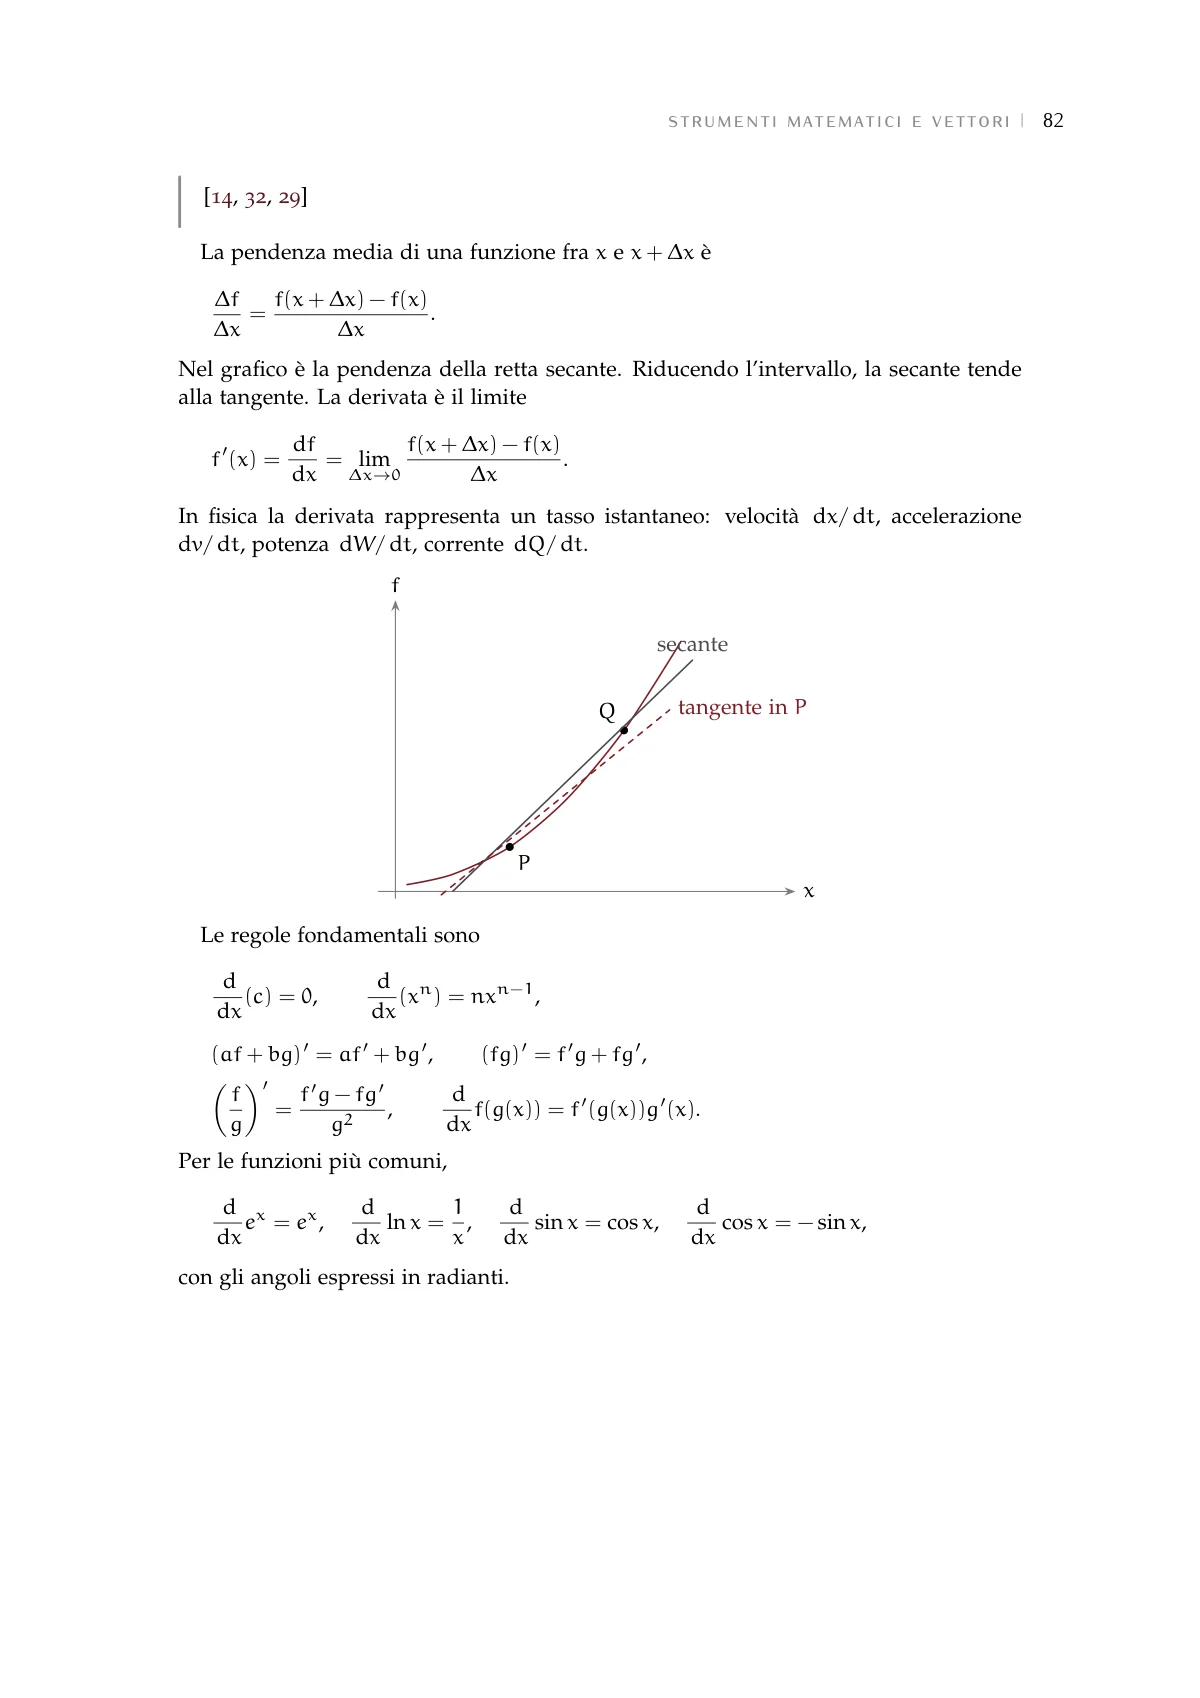 STRUMENTI MATEMATICI E VETTORI | 82
[14, 32, 29]
La pendenza media di una funzione fra x e x + Δx è
Δf/Δx = (f(x + Δx) − f(x))/Δx.
Nel grafico è la pendenza della retta secante. Riducendo l'intervallo, la secante tende
alla tangente. La derivata è il limite
f′(x) = df/dx = lim Δx→0 (f(x + Δx) − f(x))/Δx.
In fisica la derivata rappresenta un tasso istantaneo: velocità dx/dt, accelerazione
dv/dt, potenza dW/dt, corrente dQ/dt.
f
secante
Q
tangente in P
P
x
Le regole fondamentali sono
d/dx (c) = 0, d/dx (xⁿ) = nxⁿ⁻¹,
(af + bg)′ = af′ + bg′, (fg)′ = f′g + fg′,
(f/g)′ = (f′g − fg′)/g², d/dx f(g(x)) = f′(g(x))g′(x).
Per le funzioni più comuni,
d/dx eˣ = eˣ, d/dx ln x = 1/x, d/dx sin x = cos x, d/dx cos x = − sin x,
con gli angoli espressi in radianti.